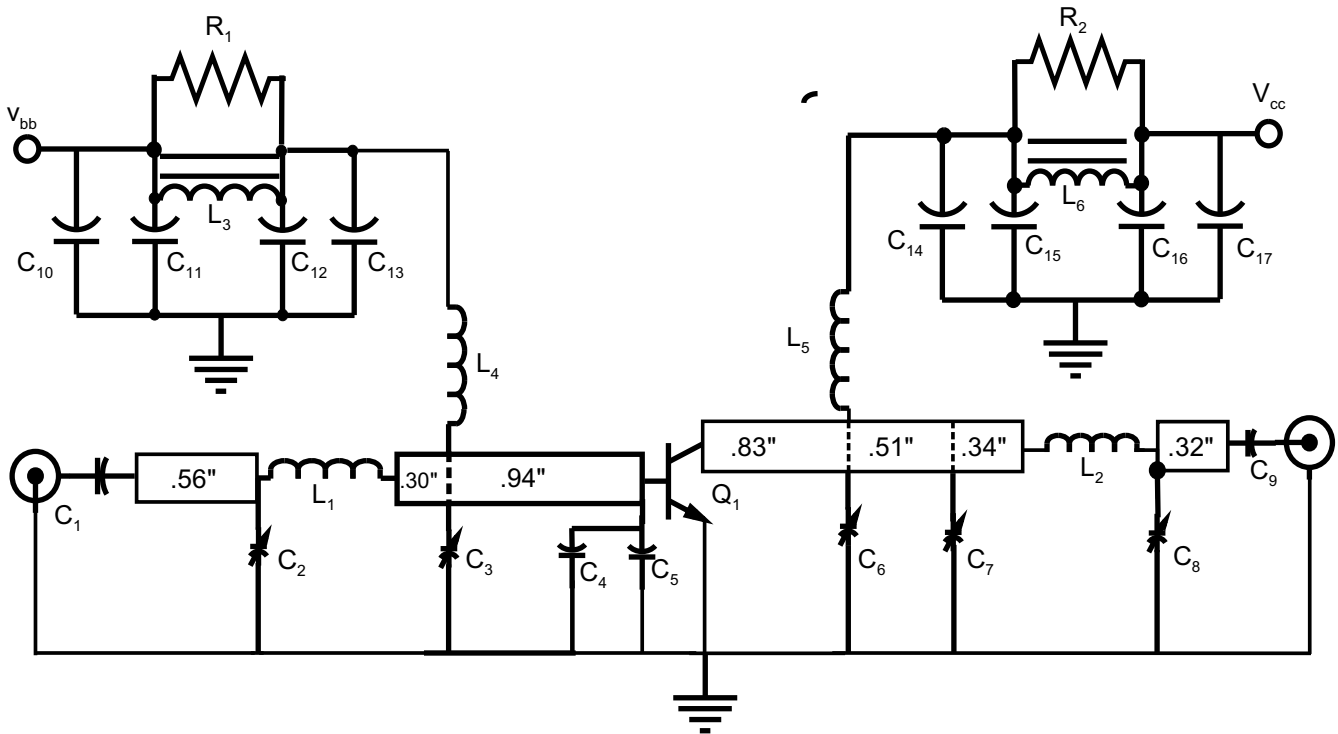 R1
R2
Vbb
Vcc
L3
L6
C10
C11
C12
C13
C14
C15
C16
C17
L5
L4
.56"
L1
.30"
.94"
Q1
.83"
.51"
.34"
L2
.32"
C9
C1
C2
C3
C4
C5
C6
C7
C8